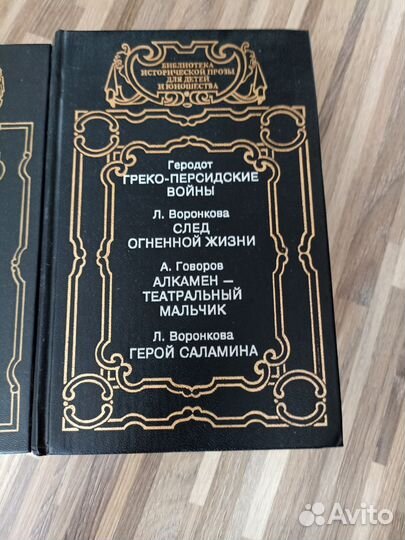 БИБЛИОТЕКА
ИСТОРИЧЕСКОЙ ПРОЗЫ
ДЛЯ ДЕТЕЙ
И ЮНОШЕСТВА
Геродот
ГРЕКО-ПЕРСИДСКИЕ
ВОЙНЫ
Л. Воронкова
СЛЕД
ОГНЕННОЙ ЖИЗНИ
А. Говоров
АЛКАМЕН –
ТЕАТРАЛЬНЫЙ
МАЛЬЧИК
Л. Воронкова
ГЕРОЙ САЛАМИНА
Avito